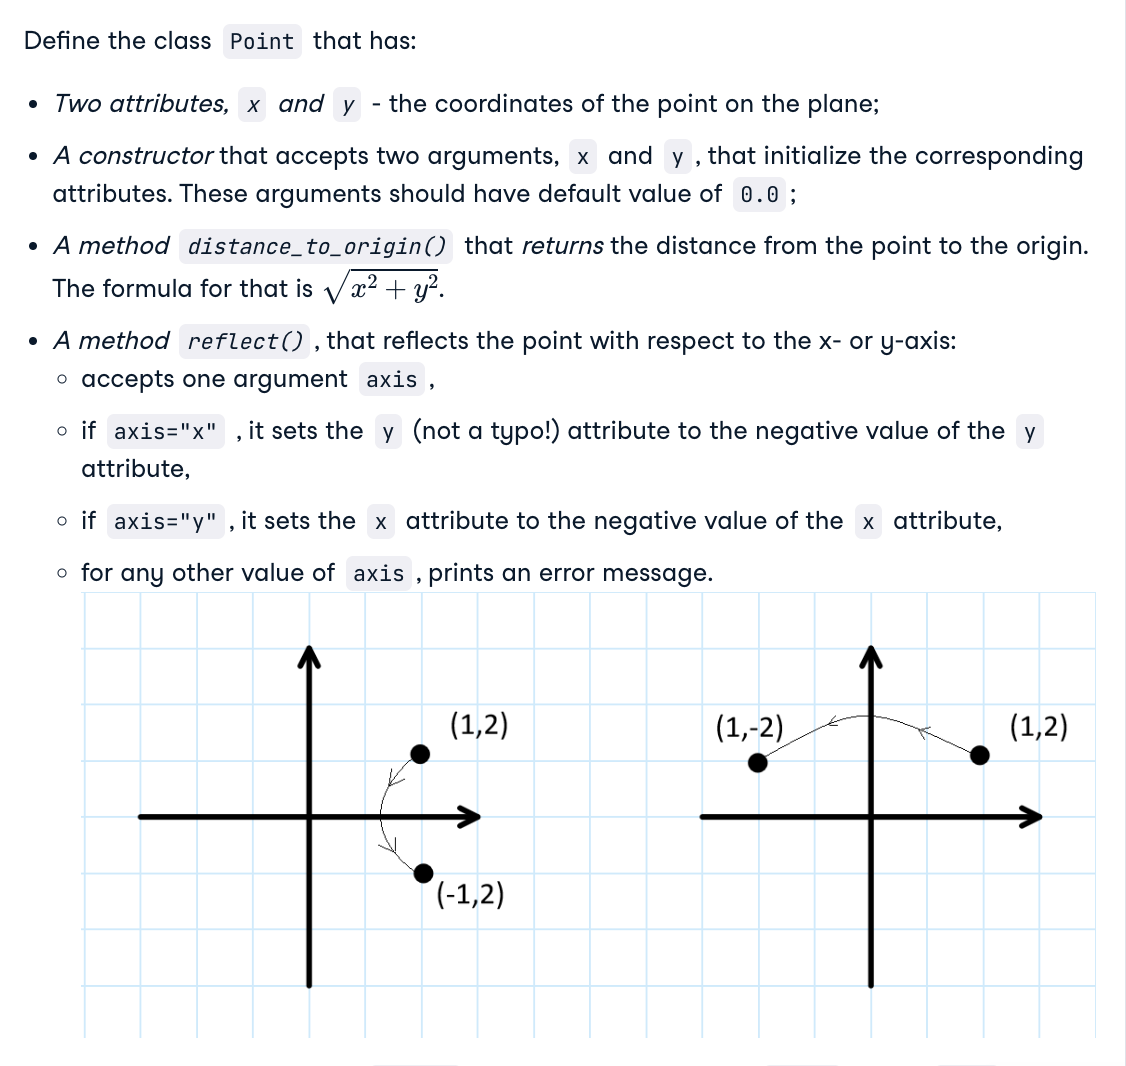 Define the class Point that has:
• Two attributes, x and y - the coordinates of the point on the plane;
• A constructor that accepts two arguments, x and y, that initialize the corresponding
attributes. These arguments should have default value of 0.0;
• A method distance_to_origin() that returns the distance from the point to the origin.
The formula for that is √x² + y².
• A method reflect(), that reflects the point with respect to the x- or y-axis:
◦ accepts one argument axis,
◦ if axis="x" , it sets the y (not a typo!) attribute to the negative value of the y
attribute,
◦ if axis="y", it sets the x attribute to the negative value of the x attribute,
◦ for any other value of axis, prints an error message.
(1,2)
(-1,2)
(1,-2)
(1,2)